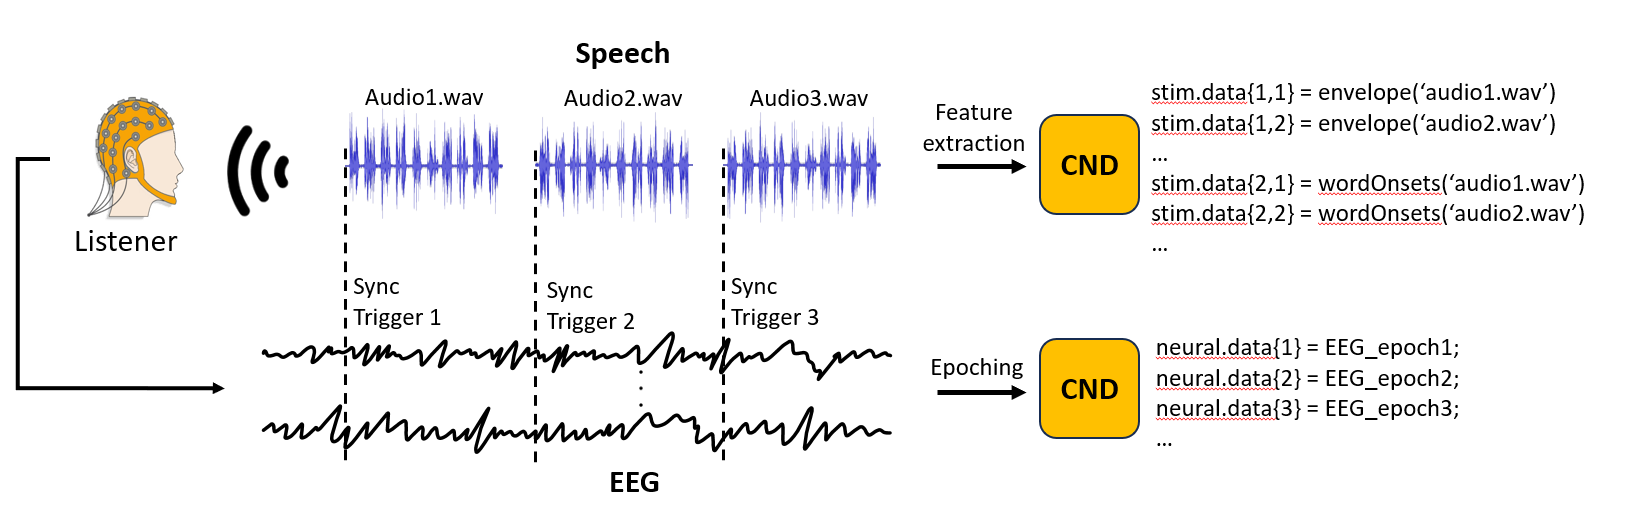 Speech
Audio1.wav
Audio2.wav
Audio3.wav
Listener
Sync
Trigger 1
Sync
Trigger 2
Sync
Trigger 3
EEG
Feature
extraction
CND
stim.data{1,1} = envelope(‘audio1.wav’)
stim.data{1,2} = envelope(‘audio2.wav’)
...
stim.data{2,1} = wordOnsets(‘audio1.wav’)
stim.data{2,2} = wordOnsets(‘audio2.wav’)
...
Epoching
CND
neural.data{1} = EEG_epoch1;
neural.data{2} = EEG_epoch2;
neural.data{3} = EEG_epoch3;
...